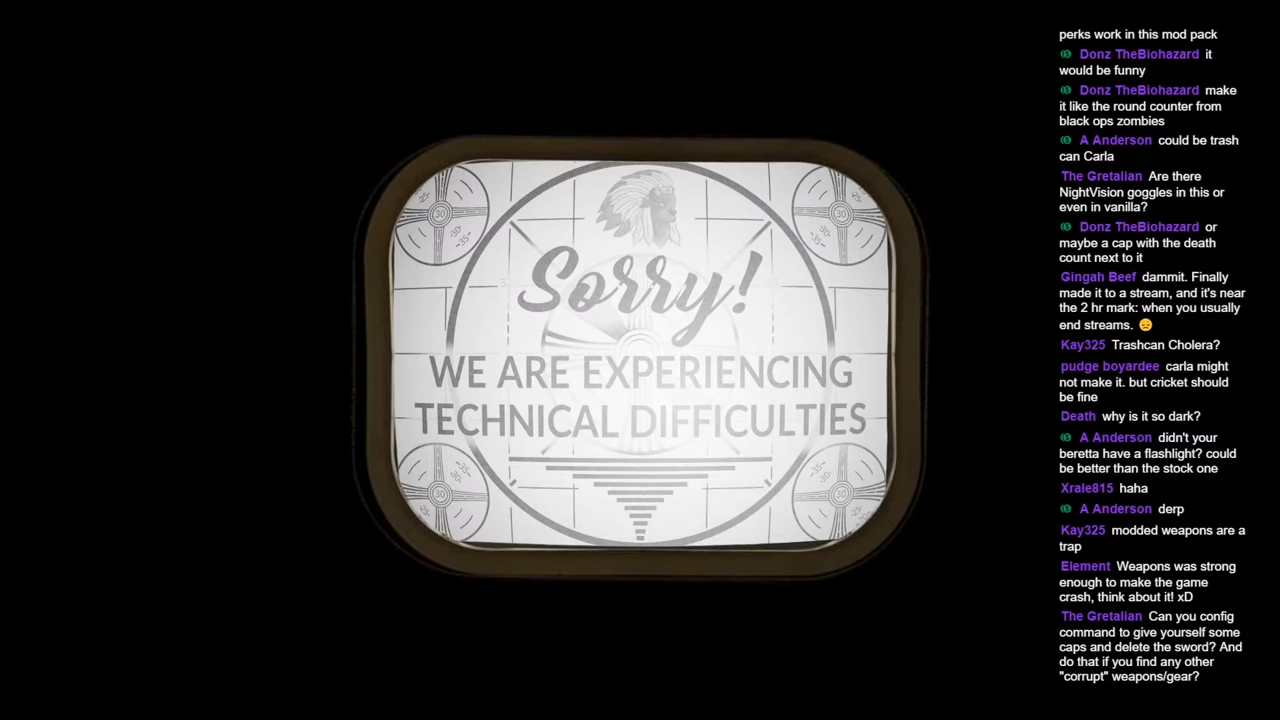 Sorry!
WE ARE EXPERIENCING
TECHNICAL DIFFICULTIES
perks work in this mod pack
Donz TheBiohazard it
would be funny
Donz TheBiohazard make
it like the round counter from
black ops zombies
A Anderson could be trash
can Carla
The Gretalian Are there
NightVision goggles in this or
even in vanilla?
Donz TheBiohazard or
maybe a cap with the death
count next to it
Gingah Beef dammit. Finally
made it to a stream, and it's near
the 2 hr mark: when you usually
end streams. 😔
Kay325 Trashcan Cholera?
pudge boyardee carla might
not make it. but cricket should
be fine
Death why is it so dark?
A Anderson didn't your
beretta have a flashlight? could
be better than the stock one
Xrale815 haha
A Anderson derp
Kay325 modded weapons are a
trap
Element Weapons was strong
enough to make the game
crash, think about it! xD
The Gretalian Can you config
command to give yourself some
caps and delete the sword? And
do that if you find any other
"corrupt" weapons/gear?